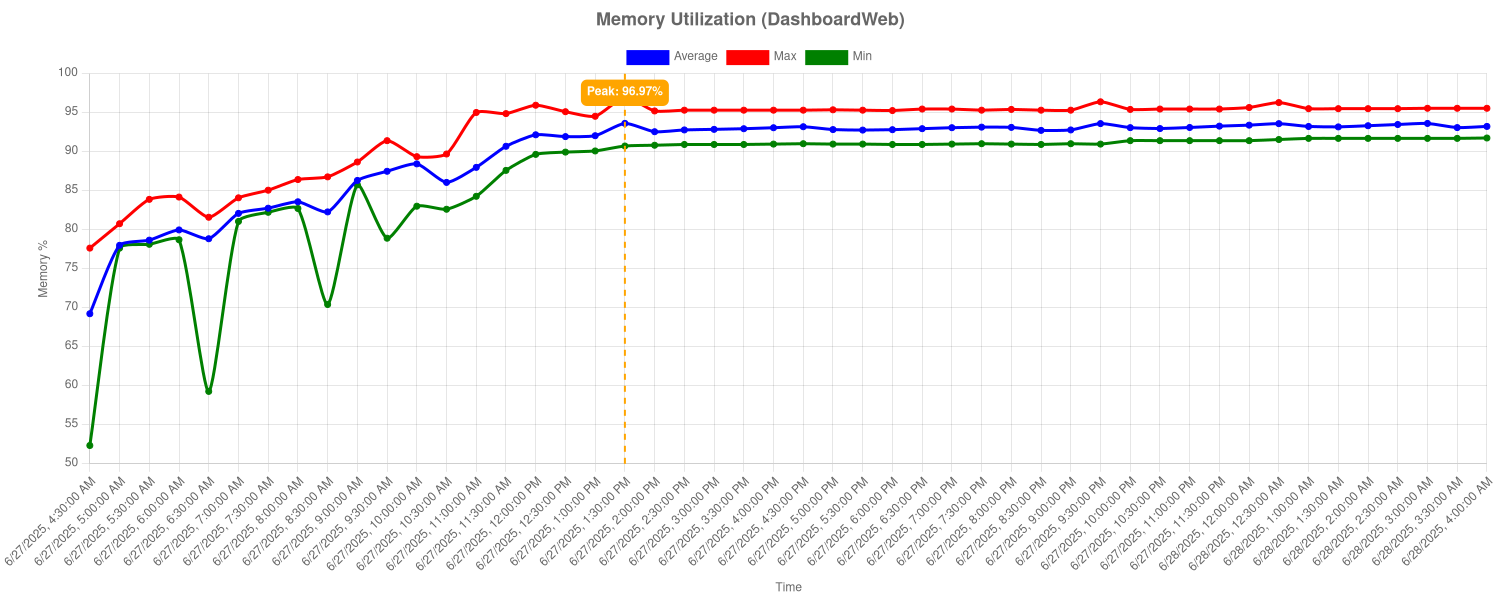 Memory Utilization (DashboardWeb)
Average Max Min
Peak: 96.97%
100
95
90
85
80
75
70
65
60
55
50
Memory %
6/27/2025, 4:30:00 AM
6/27/2025, 5:00:00 AM
6/27/2025, 5:30:00 AM
6/27/2025, 6:00:00 AM
6/27/2025, 6:30:00 AM
6/27/2025, 7:00:00 AM
6/27/2025, 7:30:00 AM
6/27/2025, 8:00:00 AM
6/27/2025, 8:30:00 AM
6/27/2025, 9:00:00 AM
6/27/2025, 9:30:00 AM
6/27/2025, 10:00:00 AM
6/27/2025, 10:30:00 AM
6/27/2025, 11:00:00 AM
6/27/2025, 11:30:00 AM
6/27/2025, 12:00:00 PM
6/27/2025, 12:30:00 PM
6/27/2025, 1:00:00 PM
6/27/2025, 1:30:00 PM
6/27/2025, 2:00:00 PM
6/27/2025, 2:30:00 PM
6/27/2025, 3:00:00 PM
6/27/2025, 3:30:00 PM
6/27/2025, 4:00:00 PM
6/27/2025, 4:30:00 PM
6/27/2025, 5:00:00 PM
6/27/2025, 5:30:00 PM
6/27/2025, 6:00:00 PM
6/27/2025, 6:30:00 PM
6/27/2025, 7:00:00 PM
6/27/2025, 7:30:00 PM
6/27/2025, 8:00:00 PM
6/27/2025, 8:30:00 PM
6/27/2025, 9:00:00 PM
6/27/2025, 9:30:00 PM
6/27/2025, 10:00:00 PM
6/27/2025, 10:30:00 PM
6/27/2025, 11:00:00 PM
6/27/2025, 11:30:00 PM
6/28/2025, 12:00:00 AM
6/28/2025, 12:30:00 AM
6/28/2025, 1:00:00 AM
6/28/2025, 1:30:00 AM
6/28/2025, 2:00:00 AM
6/28/2025, 2:30:00 AM
6/28/2025, 3:00:00 AM
6/28/2025, 3:30:00 AM
6/28/2025, 4:00:00 AM
Time